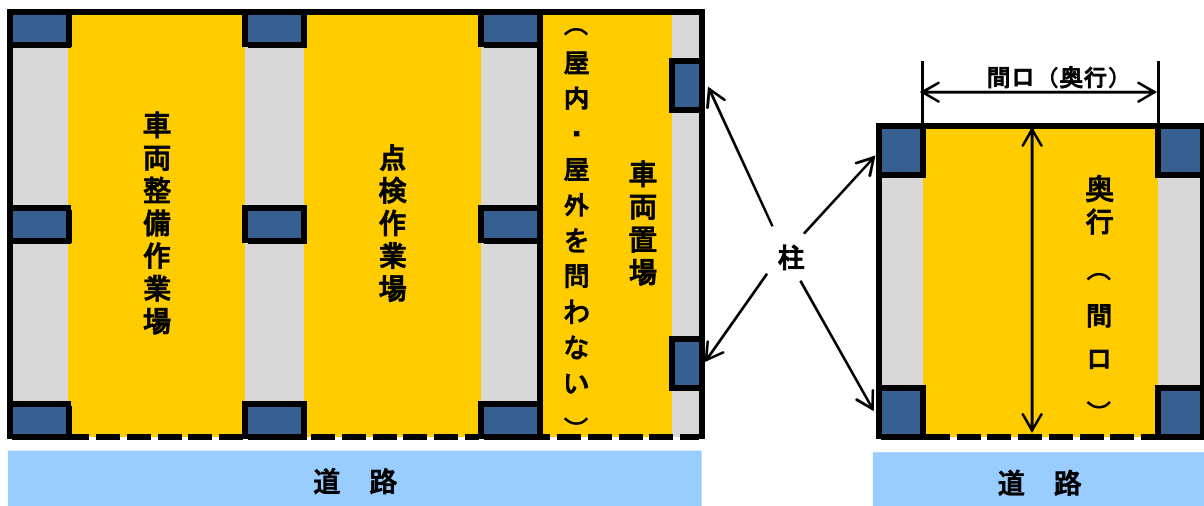 車両整備作業場
点検作業場
（屋内・屋外を問わない）
車両置場
道　路
柱
間口（奥行）
奥行（間口）
道　路